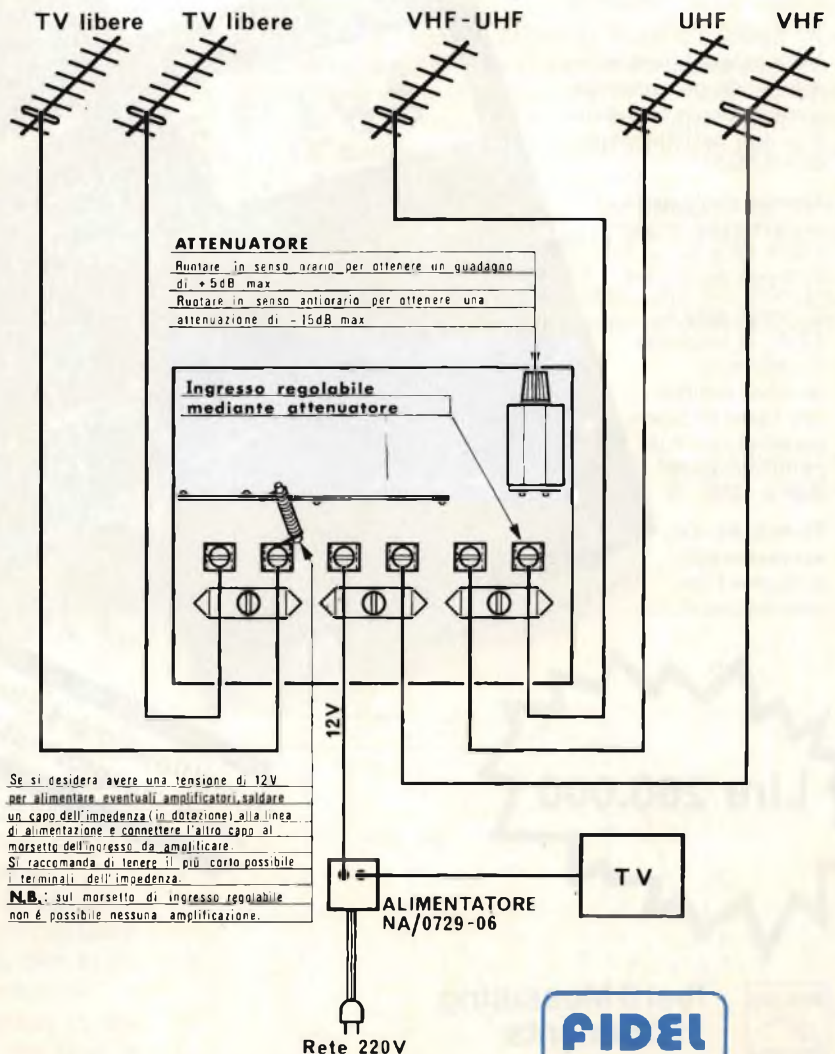 TV libere
TV libere
VHF-UHF
UHF
VHF
ATTENUATORE
Ruotare in senso orario per ottenere un guadagno
di +5dB max
Ruotare in senso antiorario per ottenere una
attenuazione di -15dB max
Ingresso regolabile
mediante attenuatore
12V
Se si desidera avere una tensione di 12V
per alimentare eventuali amplificatori, saldare
un capo dell'impedenza (in dotazione) alla linea
di alimentazione e connettere l'altro capo al
morsetto dell'ingresso da amplificare.
Si raccomanda di tenere il più corto possibile
i terminali dell'impedenza.
N.B.: sul morsetto di ingresso regolabile
non é possibile nessuna amplificazione.
TV
ALIMENTATORE
NA/0729-06
Rete 220V
FIDEL